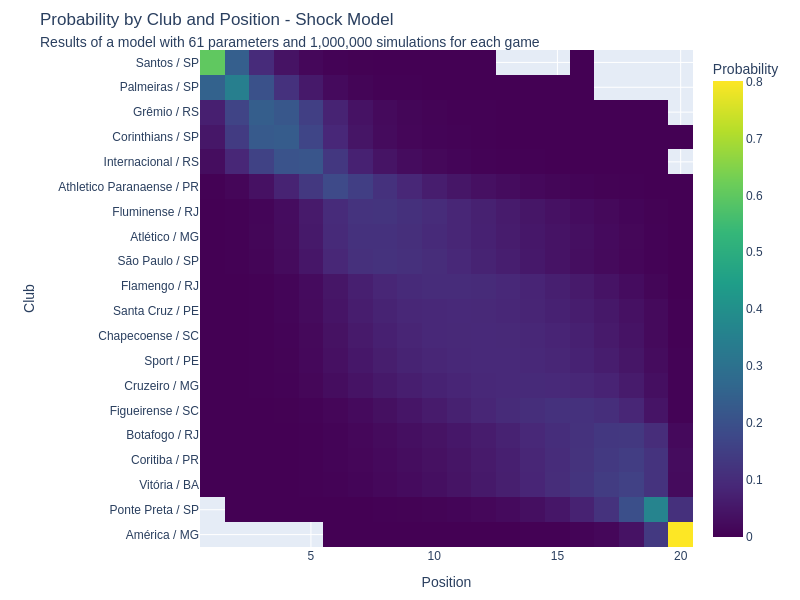 Probability by Club and Position - Shock Model
Results of a model with 61 parameters and 1,000,000 simulations for each game
Probability
Santos / SP
Palmeiras / SP
Grêmio / RS
Corinthians / SP
Internacional / RS
Athletico Paranaense / PR
Fluminense / RJ
Atlético / MG
São Paulo / SP
Flamengo / RJ
Santa Cruz / PE
Chapecoense / SC
Sport / PE
Cruzeiro / MG
Figueirense / SC
Botafogo / RJ
Coritiba / PR
Vitória / BA
Ponte Preta / SP
América / MG
Club
5
10
15
20
Position
0.8
0.7
0.6
0.5
0.4
0.3
0.2
0.1
0